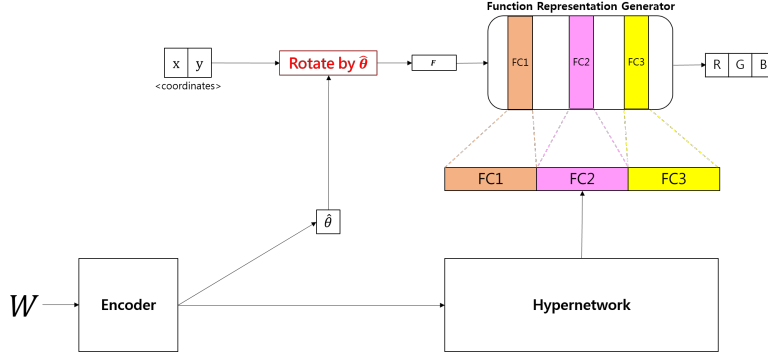 Function Representation Generator
x y
<coordinates>
Rotate by θ̂
F
FC1
FC2
FC3
R G B
FC1
FC2
FC3
θ̂
W
Encoder
Hypernetwork